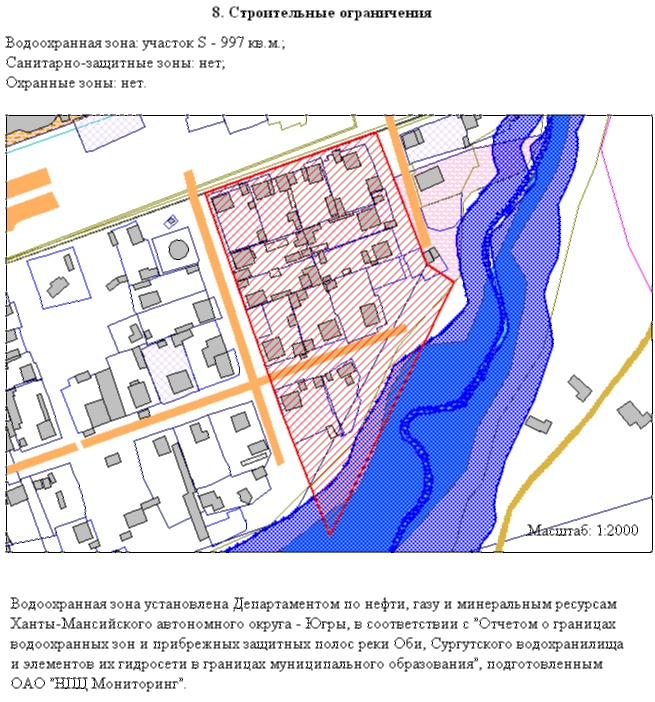 8. Строительные ограничения
Водоохранная зона: участок S - 997 кв.м.;
Санитарно-защитные зоны: нет;
Охранные зоны: нет.
Масштаб: 1:2000
Водоохранная зона установлена Департаментом по нефти, газу и минеральным ресурсам
Ханты-Мансийского автономного округа - Югры, в соответствии с "Отчетом о границах
водоохранных зон и прибрежных защитных полос реки Оби, Сургутского водохранилища
и элементов их гидросети в границах муниципального образования", подготовленным
ОАО "НПЦ Мониторинг".